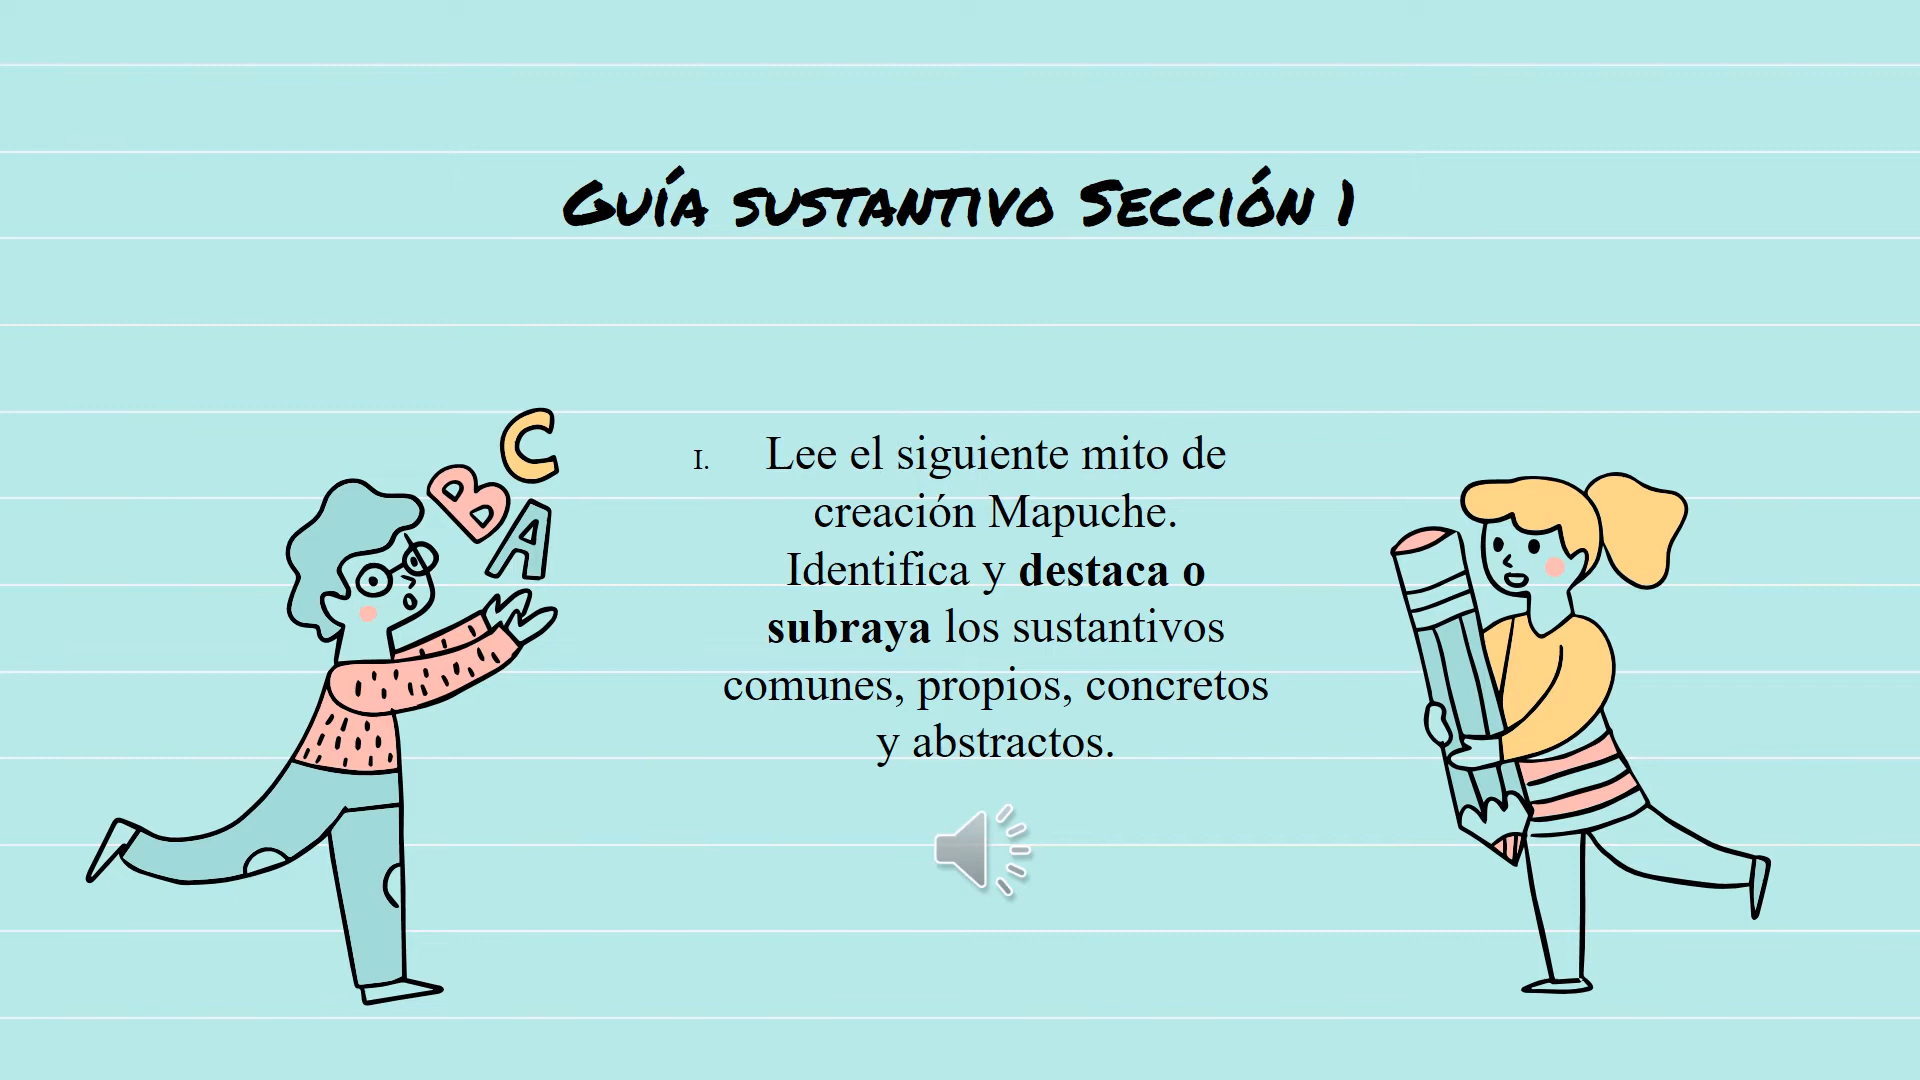 Guía sustantivo Sección 1
C
B
A
I. Lee el siguiente mito de
creación Mapuche.
Identifica y destaca o
subraya los sustantivos
comunes, propios, concretos
y abstractos.